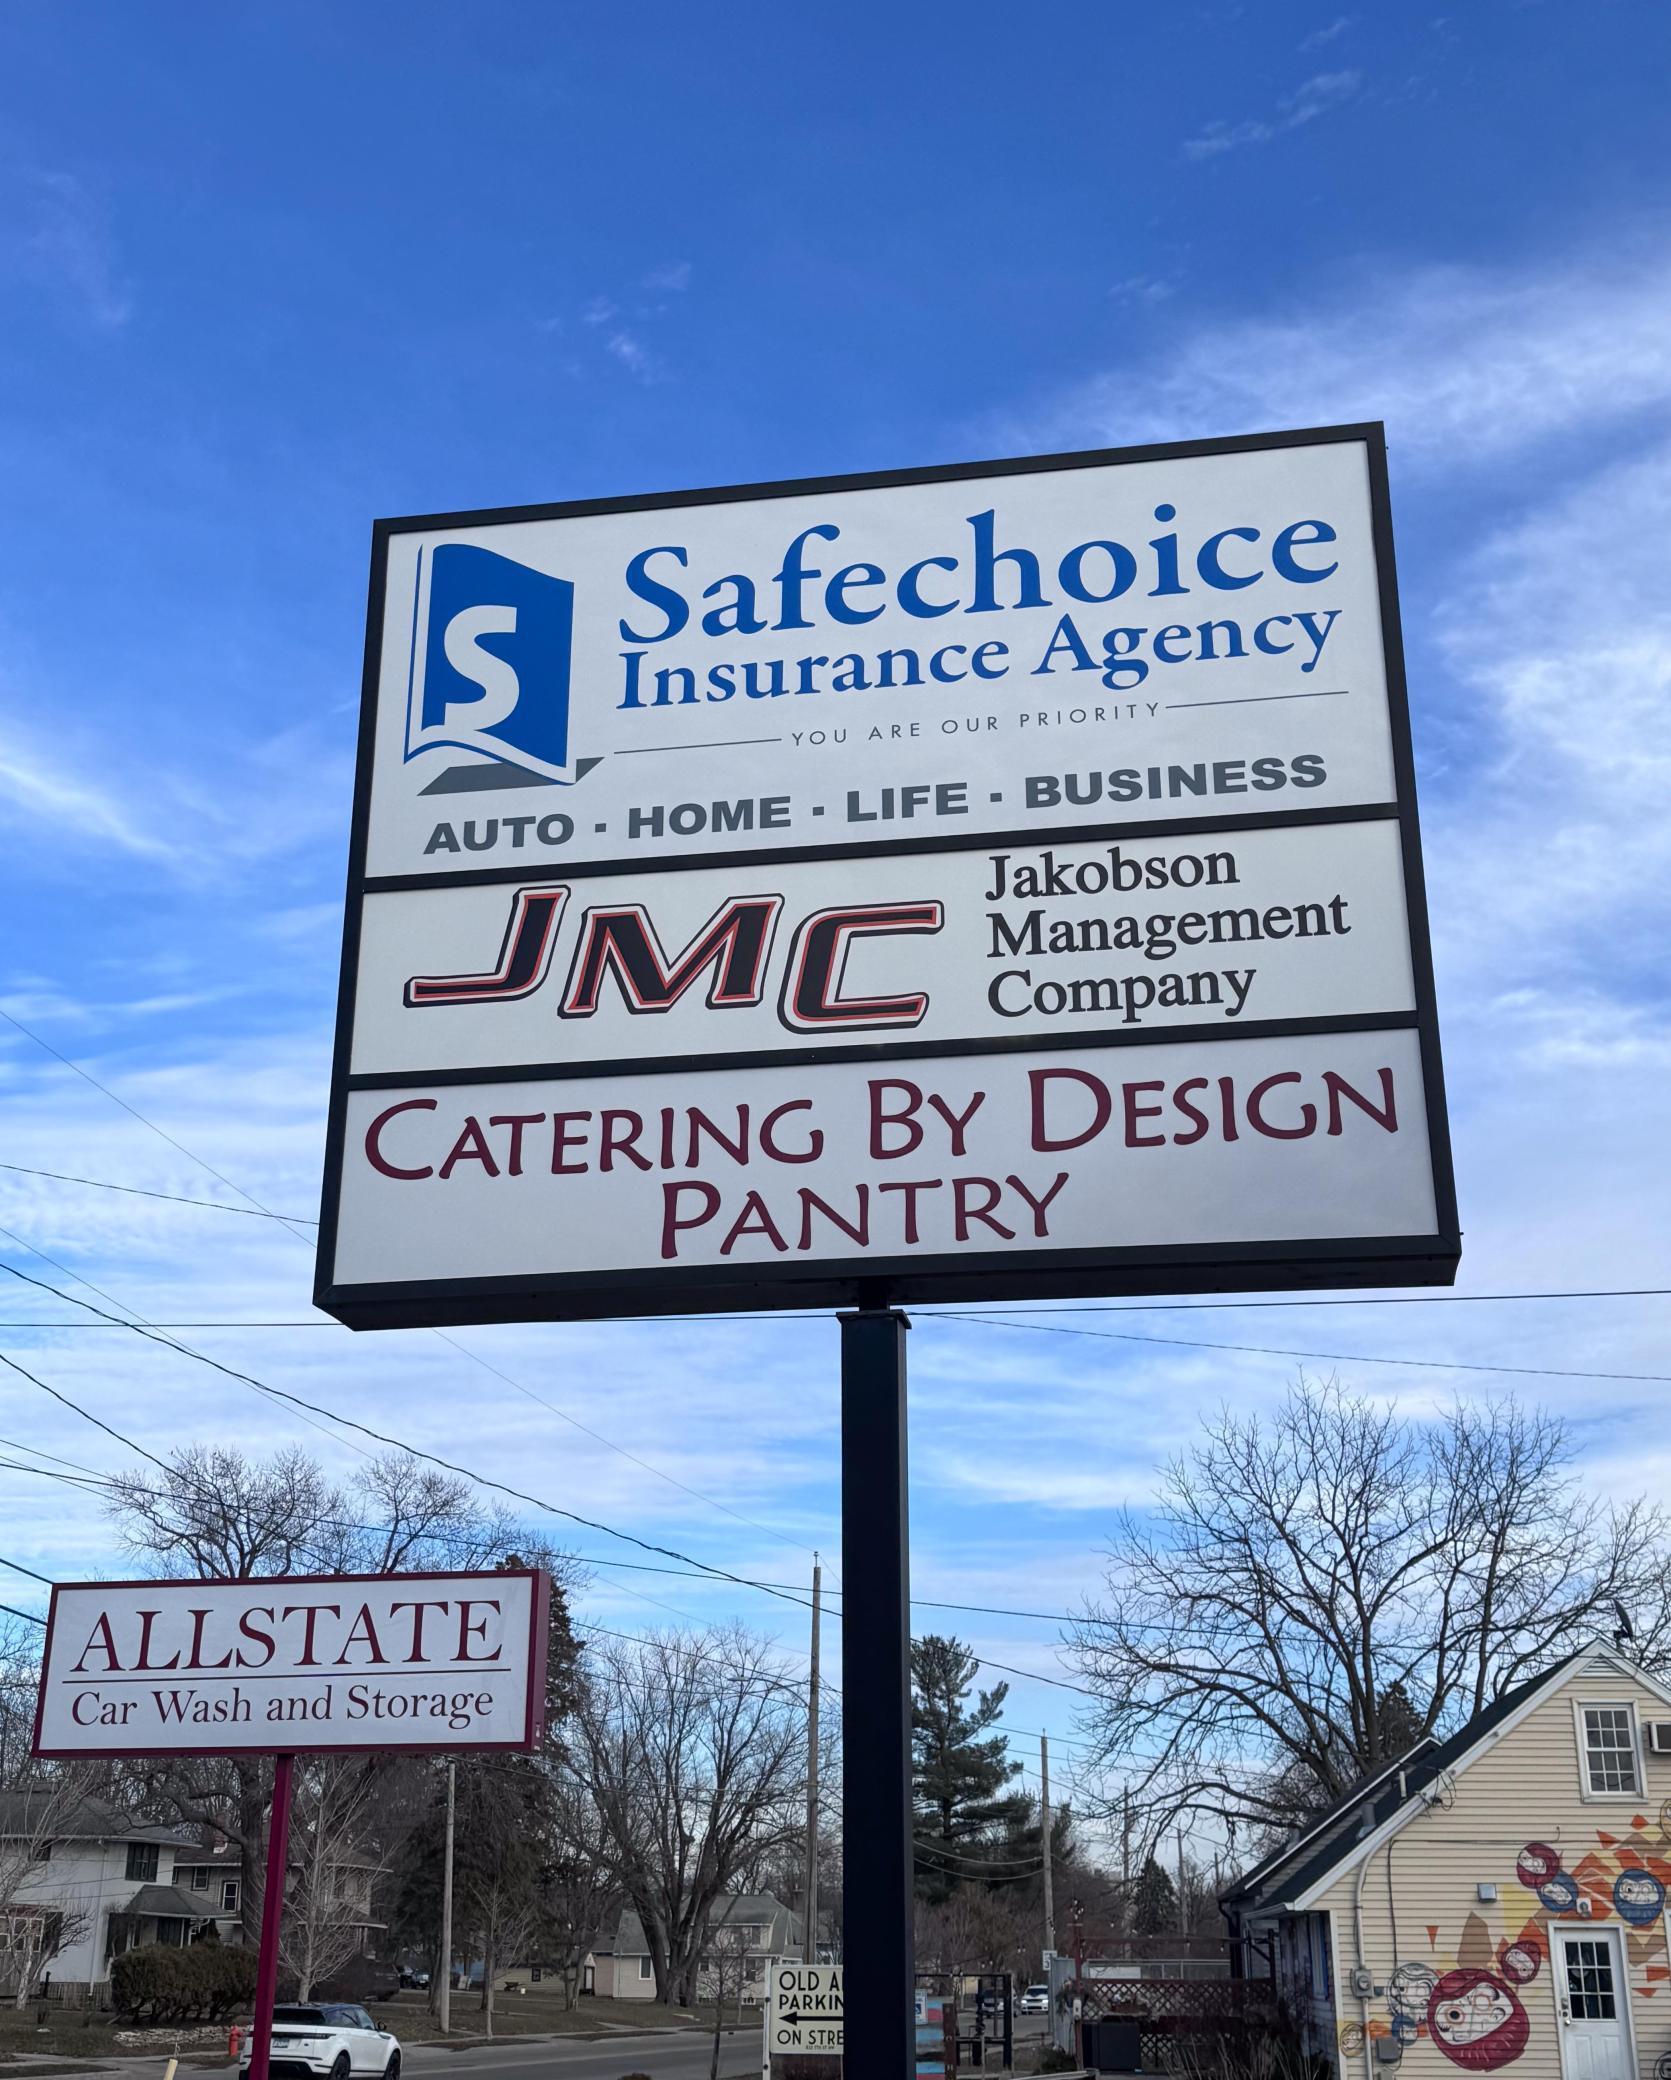 S
Safechoice
Insurance Agency
YOU ARE OUR PRIORITY
AUTO · HOME · LIFE · BUSINESS
JMC
Jakobson
Management
Company
CATERING BY DESIGN
PANTRY
ALLSTATE
Car Wash and Storage
OLD
PARKIN
ON STRE